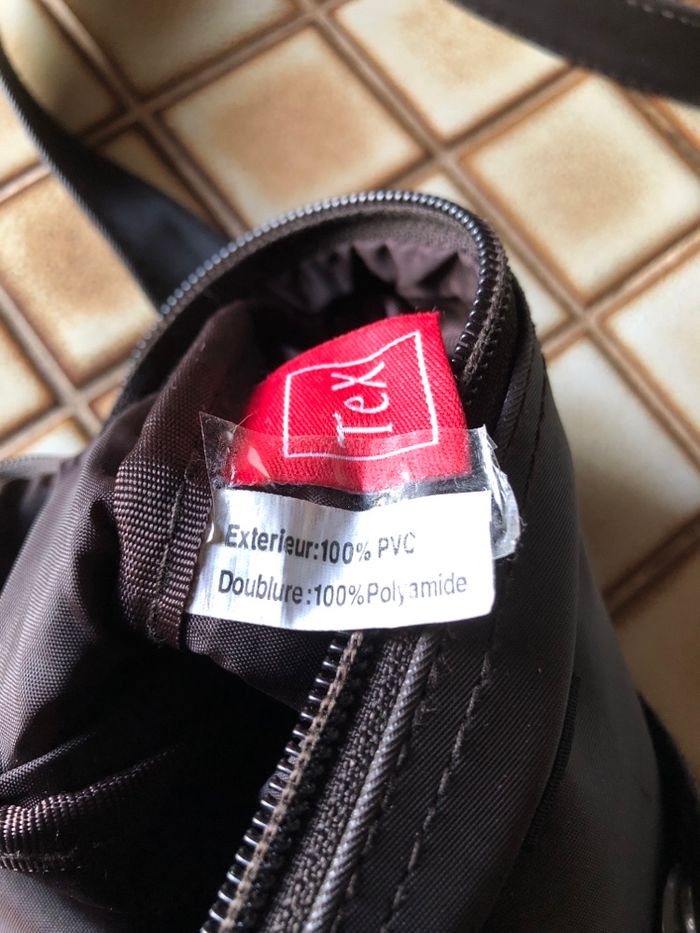 TeX
Exterieur:100% PVC
Doublure:100%Polyamide